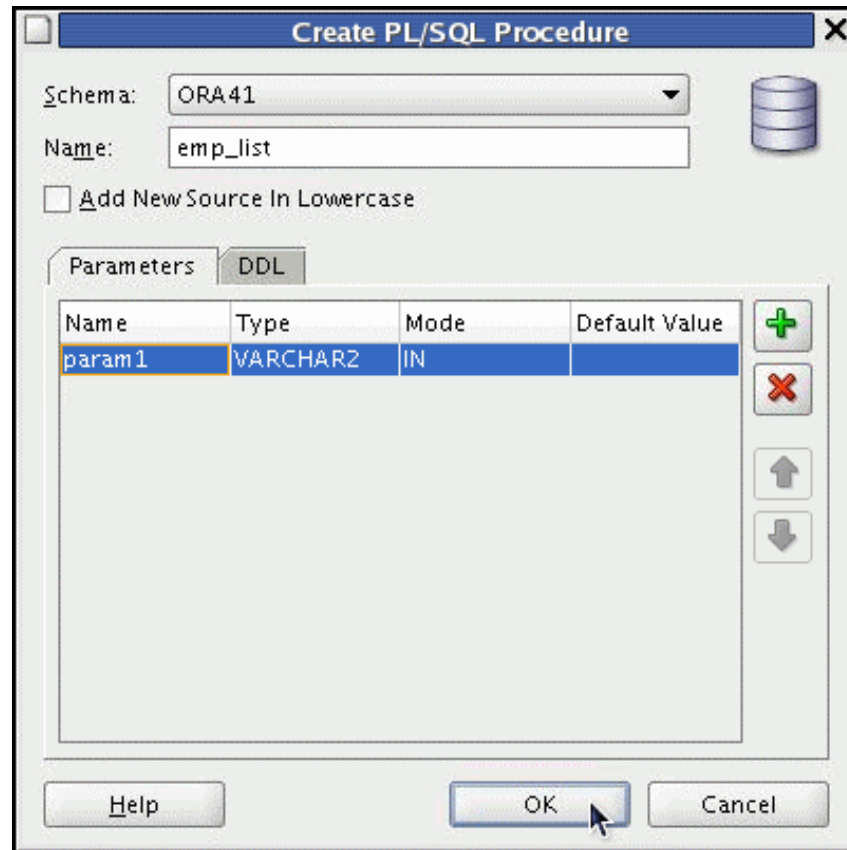 Create PL/SQL Procedure
Schema: ORA41
Name: emp_list
Add New Source In Lowercase
Parameters DDL
Name Type Mode Default Value
param1 VARCHAR2 IN
Help OK Cancel